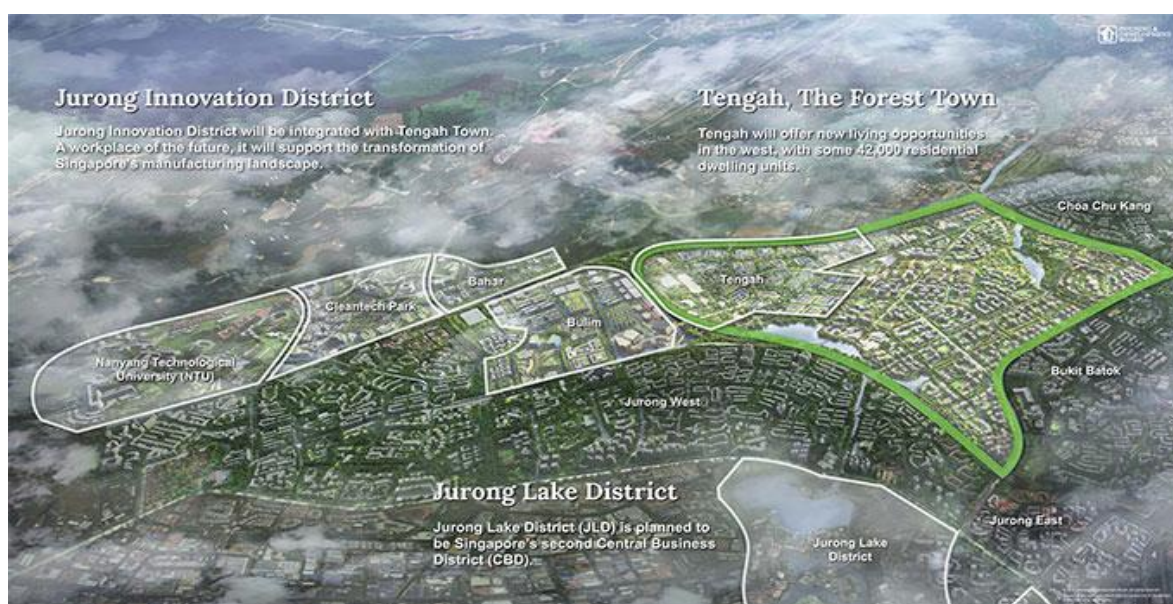 HOUSING &
DEVELOPMENT
BOARD
Jurong Innovation District
Jurong Innovation District will be integrated with Tengah Town.
A workplace of the future, it will support the transformation of
Singapore's manufacturing landscape.
Tengah, The Forest Town
Tengah will offer new living opportunities
in the west, with some 42,000 residential
dwelling units.
Choa Chu Kang
Tengah
Bahar
Cleantech Park
Bulim
Nanyang Technological
University (NTU)
Bukit Batok
Jurong West
Jurong Lake District
Jurong Lake District (JLD) is planned to
be Singapore's second Central Business
District (CBD).
Jurong East
Jurong Lake
District